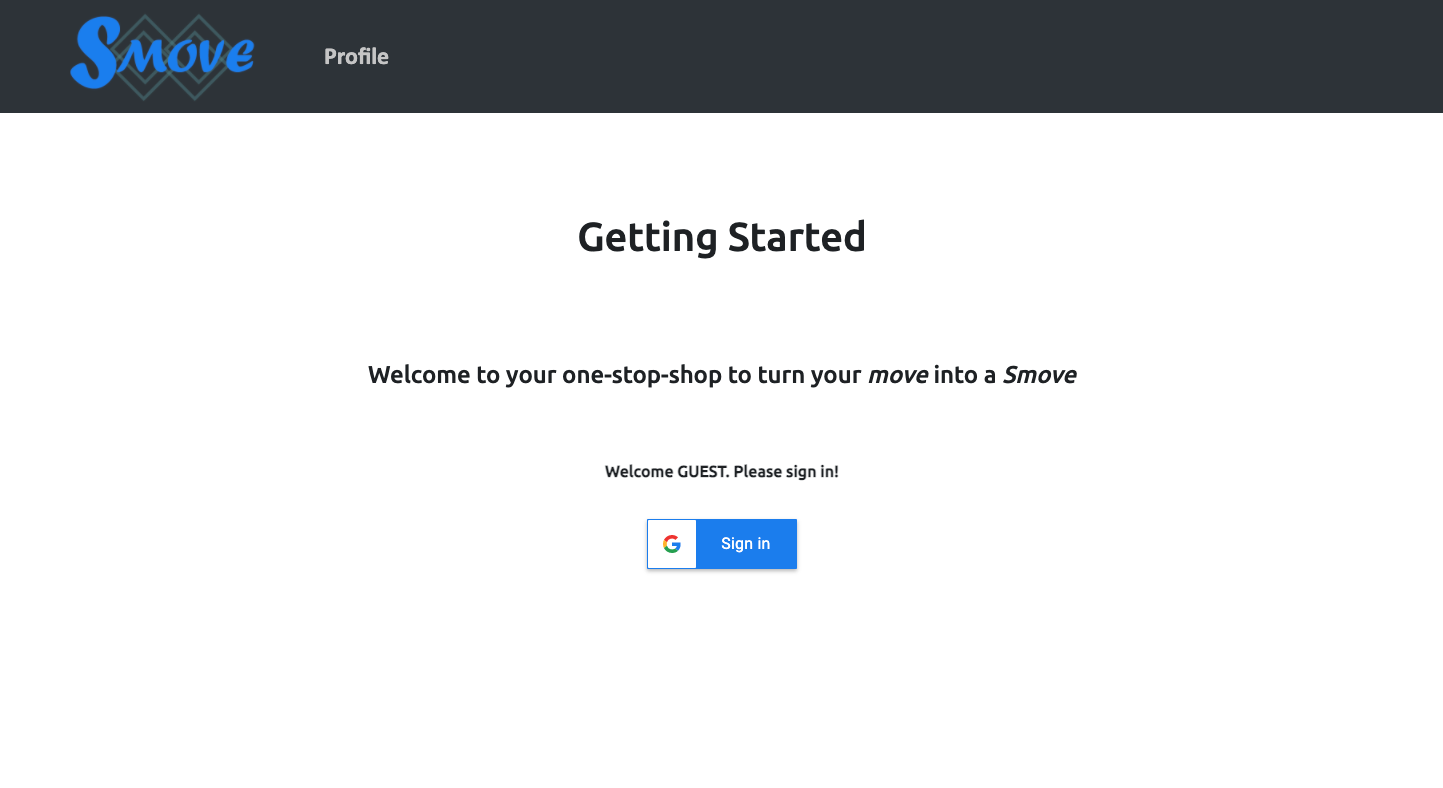 Smove
Profile
Getting Started
Welcome to your one-stop-shop to turn your move into a Smove
Welcome GUEST. Please sign in!
G Sign in